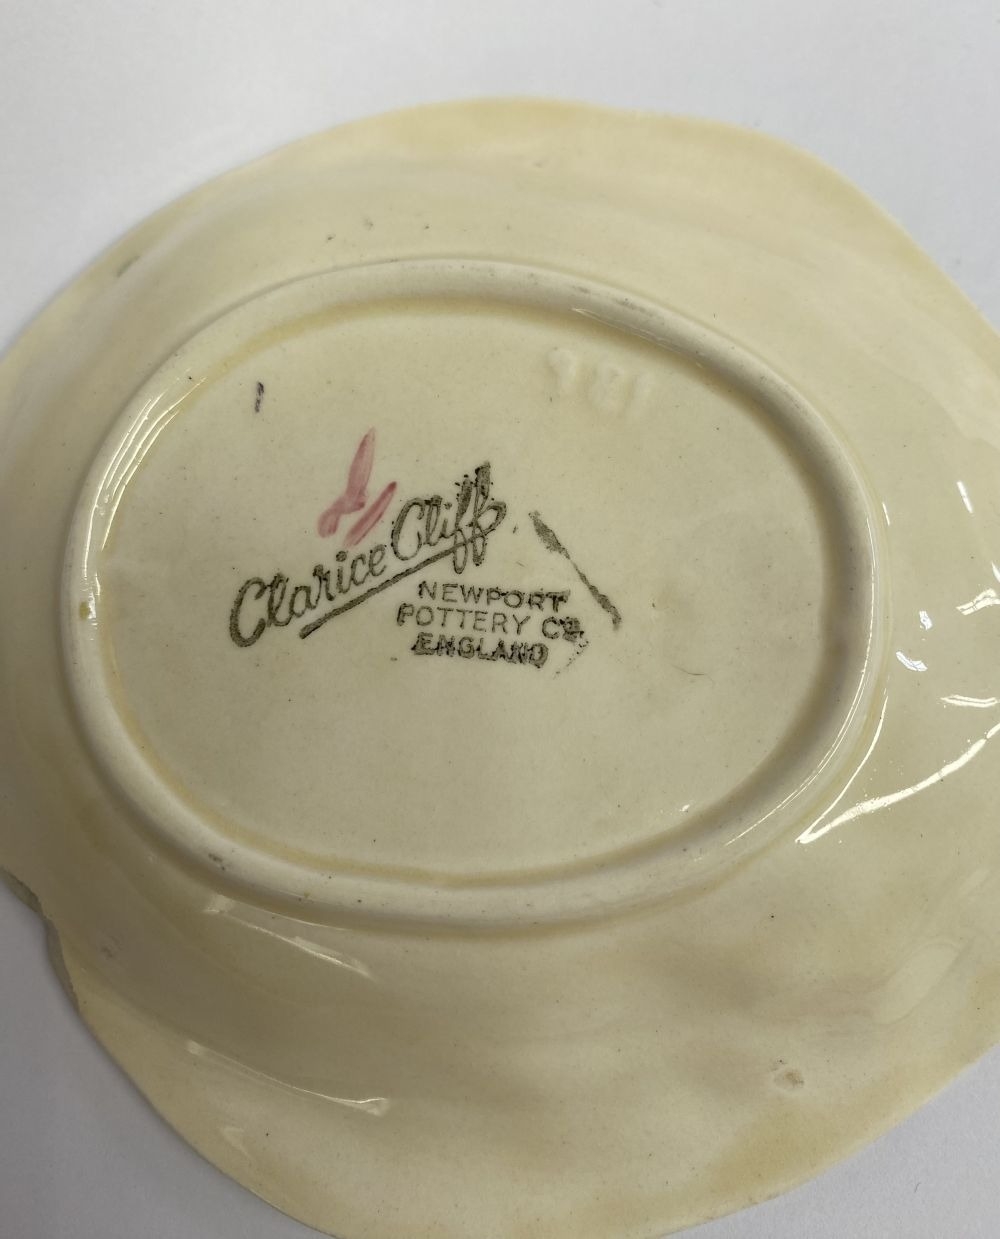 Clarice Cliff
NEWPORT
POTTERY CO.
ENGLAND